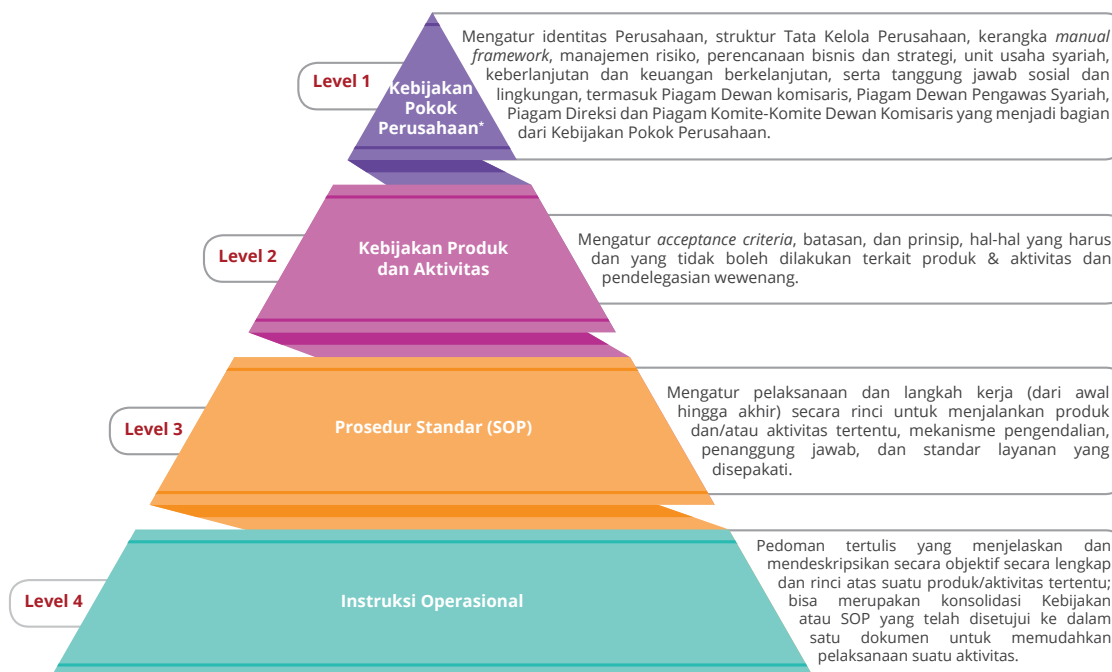 Level 1
Kebijakan
Pokok
Perusahaan*
Mengatur identitas Perusahaan, struktur Tata Kelola Perusahaan, kerangka manual
framework, manajemen risiko, perencanaan bisnis dan strategi, unit usaha syariah,
keberlanjutan dan keuangan berkelanjutan, serta tanggung jawab sosial dan
lingkungan, termasuk Piagam Dewan komisaris, Piagam Dewan Pengawas Syariah,
Piagam Direksi dan Piagam Komite-Komite Dewan Komisaris yang menjadi bagian
dari Kebijakan Pokok Perusahaan.
Level 2
Kebijakan Produk
dan Aktivitas
Mengatur acceptance criteria, batasan, dan prinsip, hal-hal yang harus
dan yang tidak boleh dilakukan terkait produk & aktivitas dan
pendelegasian wewenang.
Level 3
Prosedur Standar (SOP)
Mengatur pelaksanaan dan langkah kerja (dari awal
hingga akhir) secara rinci untuk menjalankan produk
dan/atau aktivitas tertentu, mekanisme pengendalian,
penanggung jawab, dan standar layanan yang
disepakati.
Level 4
Instruksi Operasional
Pedoman tertulis yang menjelaskan dan
mendeskripsikan secara objektif secara lengkap
dan rinci atas suatu produk/aktivitas tertentu;
bisa merupakan konsolidasi Kebijakan
atau SOP yang telah disetujui ke dalam
satu dokumen untuk memudahkan
pelaksanaan suatu aktivitas.